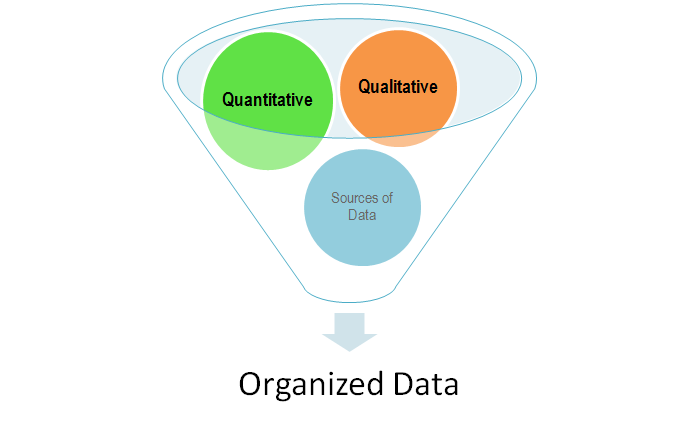 Quantitative
Qualitative
Sources of
Data
Organized Data